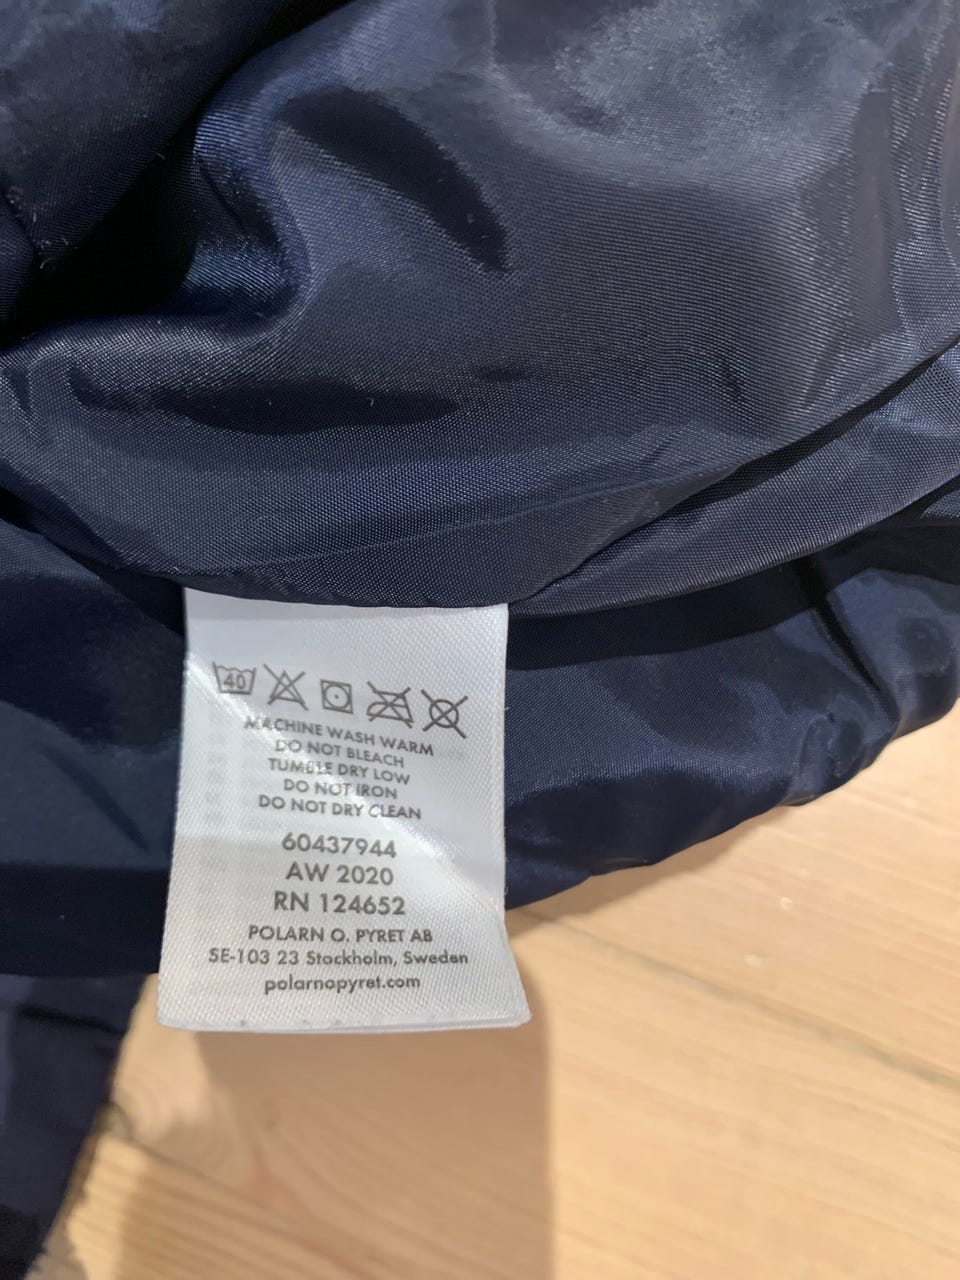 40
MACHINE WASH WARM
DO NOT BLEACH
TUMBLE DRY LOW
DO NOT IRON
DO NOT DRY CLEAN
60437944
AW 2020
RN 124652
POLARN O. PYRET AB
SE-103 23 Stockholm, Sweden
polarnopyret.com